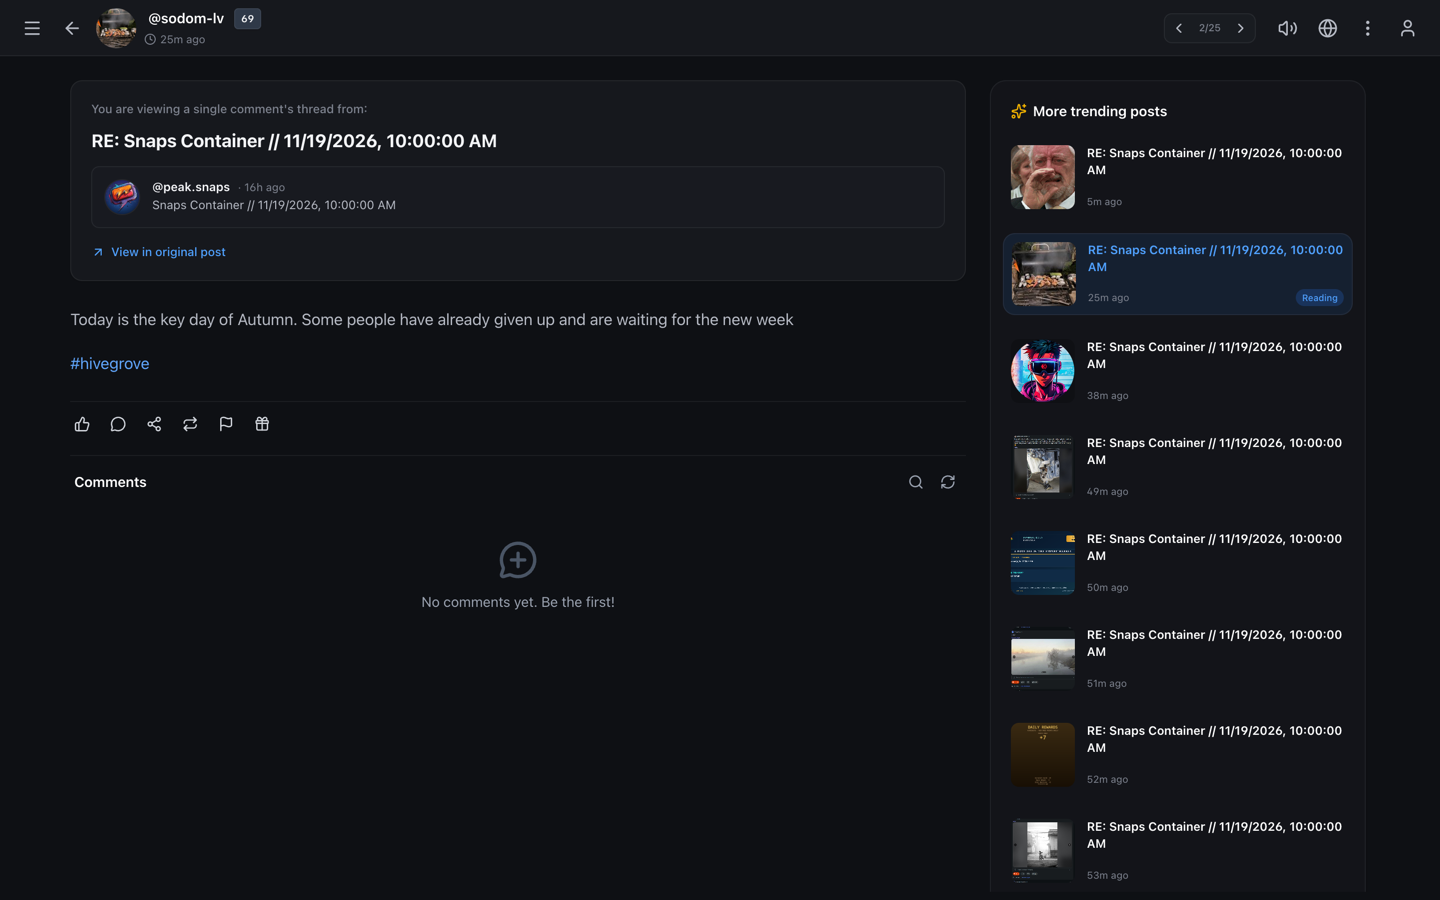 @sodom-lv 69
25m ago
2/25
You are viewing a single comment's thread from:
RE: Snaps Container // 11/19/2026, 10:00:00 AM
@peak.snaps · 16h ago
Snaps Container // 11/19/2026, 10:00:00 AM
View in original post
Today is the key day of Autumn. Some people have already given up and are waiting for the new week
#hivegrove
Comments
No comments yet. Be the first!
More trending posts
RE: Snaps Container // 11/19/2026, 10:00:00
AM
5m ago
RE: Snaps Container // 11/19/2026, 10:00:00
AM
25m ago
Reading
RE: Snaps Container // 11/19/2026, 10:00:00
AM
38m ago
RE: Snaps Container // 11/19/2026, 10:00:00
AM
49m ago
RE: Snaps Container // 11/19/2026, 10:00:00
AM
50m ago
RE: Snaps Container // 11/19/2026, 10:00:00
AM
51m ago
DAILY REWARDS
+7
RE: Snaps Container // 11/19/2026, 10:00:00
AM
52m ago
RE: Snaps Container // 11/19/2026, 10:00:00
AM
53m ago